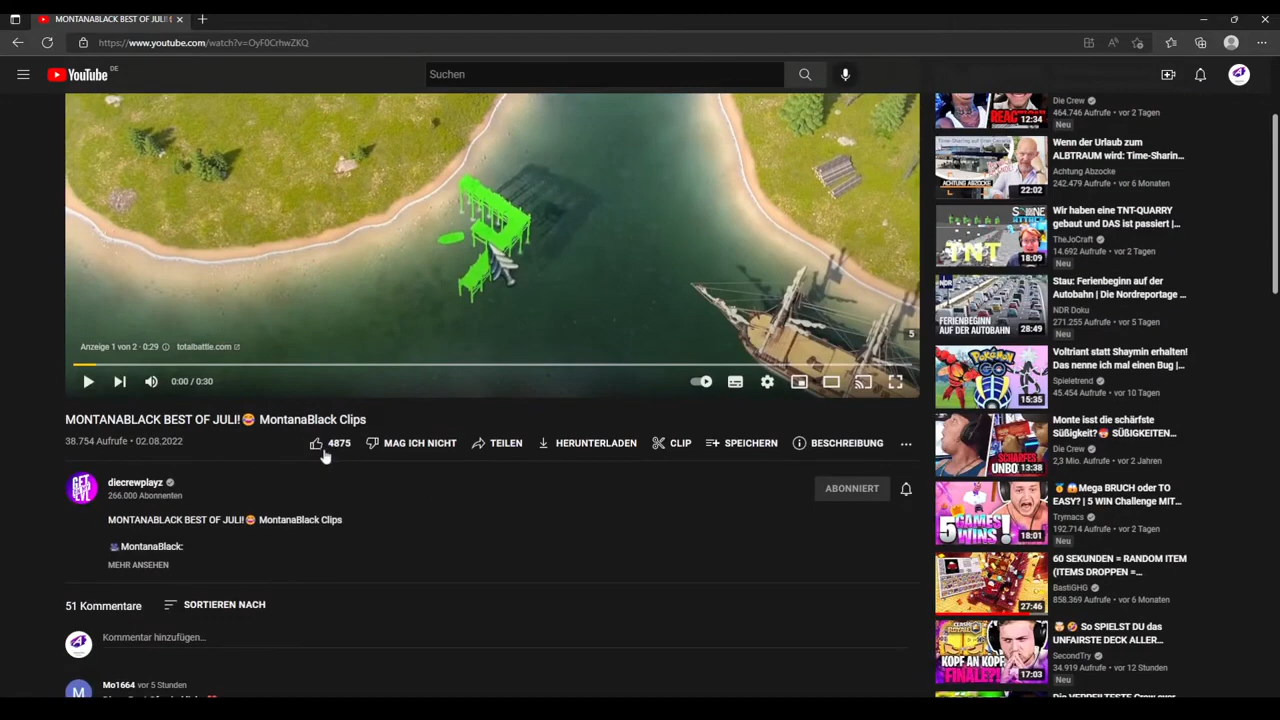 MONTANABLACK BEST OF JULI!
https://www.youtube.com/watch?v=OyF0CrhwZKQ
YouTube DE
Suchen
Anzeige 1 von 2 · 0:29 totalbattle.com
5
0:00 / 0:30
MONTANABLACK BEST OF JULI!🤣 MontanaBlack Clips
38.754 Aufrufe • 02.08.2022
4875 MAG ICH NICHT TEILEN HERUNTERLADEN CLIP SPEICHERN BESCHREIBUNG
GET ON MY LVL
diecrewplayz
266.000 Abonnenten
ABONNIERT
MONTANABLACK BEST OF JULI!🤣 MontanaBlack Clips
MontanaBlack:
MEHR ANSEHEN
51 Kommentare SORTIEREN NACH
Kommentar hinzufügen...
M
Mo1664 vor 5 Stunden
REACTION
12:34
Die Crew
464.746 Aufrufe • vor 2 Tagen
Neu
ACHTUNG ABZOCKE
22:02
Wenn der Urlaub zum
ALBTRAUM wird: Time-Sharin...
Achtung Abzocke
242.479 Aufrufe • vor 6 Monaten
TNT
18:09
Wir haben eine TNT-QUARRY
gebaut und DAS ist passiert |...
TheJoCraft
14.692 Aufrufe • vor 2 Tagen
Neu
NDR
FERIENBEGINN
AUF DER AUTOBAHN
28:49
Stau: Ferienbeginn auf der
Autobahn | Die Nordreportage ...
NDR Doku
271.255 Aufrufe • vor 5 Tagen
Neu
POKÉMON GO
15:35
Voltriant statt Shaymin erhalten!
Das nenne ich mal einen Bug |...
Spieletrend
45.454 Aufrufe • vor 10 Tagen
SCHARFES
UNBO
13:38
Monte isst die schärfste
Süßigkeit?🥵 SÜßIGKEITEN...
Die Crew
2,3 Mio. Aufrufe • vor 2 Jahren
5 GAMES
WINS!
18:01
🥇😱Mega BRUCH oder TO
EASY? | 5 WIN Challenge MIT...
Trymacs
192.714 Aufrufe • vor 2 Tagen
Neu
27:46
60 SEKUNDEN = RANDOM ITEM
(ITEMS DROPPEN =...
BastiGHG
858.369 Aufrufe • vor 6 Monaten
KOPF AN KOPF
FINALE?!
17:03
🤯🤣 So SPIELST DU das
UNFAIRSTE DECK ALLER...
SecondTry
34.919 Aufrufe • vor 12 Stunden
Neu